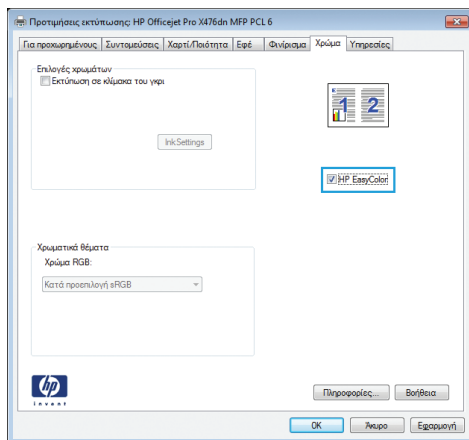 Προτιμήσεις εκτύπωσης: HP Officejet Pro X476dn MFP PCL 6
Για προχωρημένους Συντομεύσεις Χαρτί/Ποιότητα Εφέ Φινίρισμα Χρώμα Υπηρεσίες
Επιλογές χρωμάτων
Εκτύπωση σε κλίμακα του γκρι
1 2
InkSettings
HP EasyColor
Χρωματικά θέματα
Χρώμα RGB:
Κατά προεπιλογή sRGB
hp
invent
Πληροφορίες... Βοήθεια
OK Άκυρο Εφαρμογή